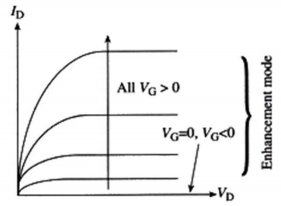 I_D
All V_G > 0
V_G=0, V_G<0
V_D
Enhancement mode